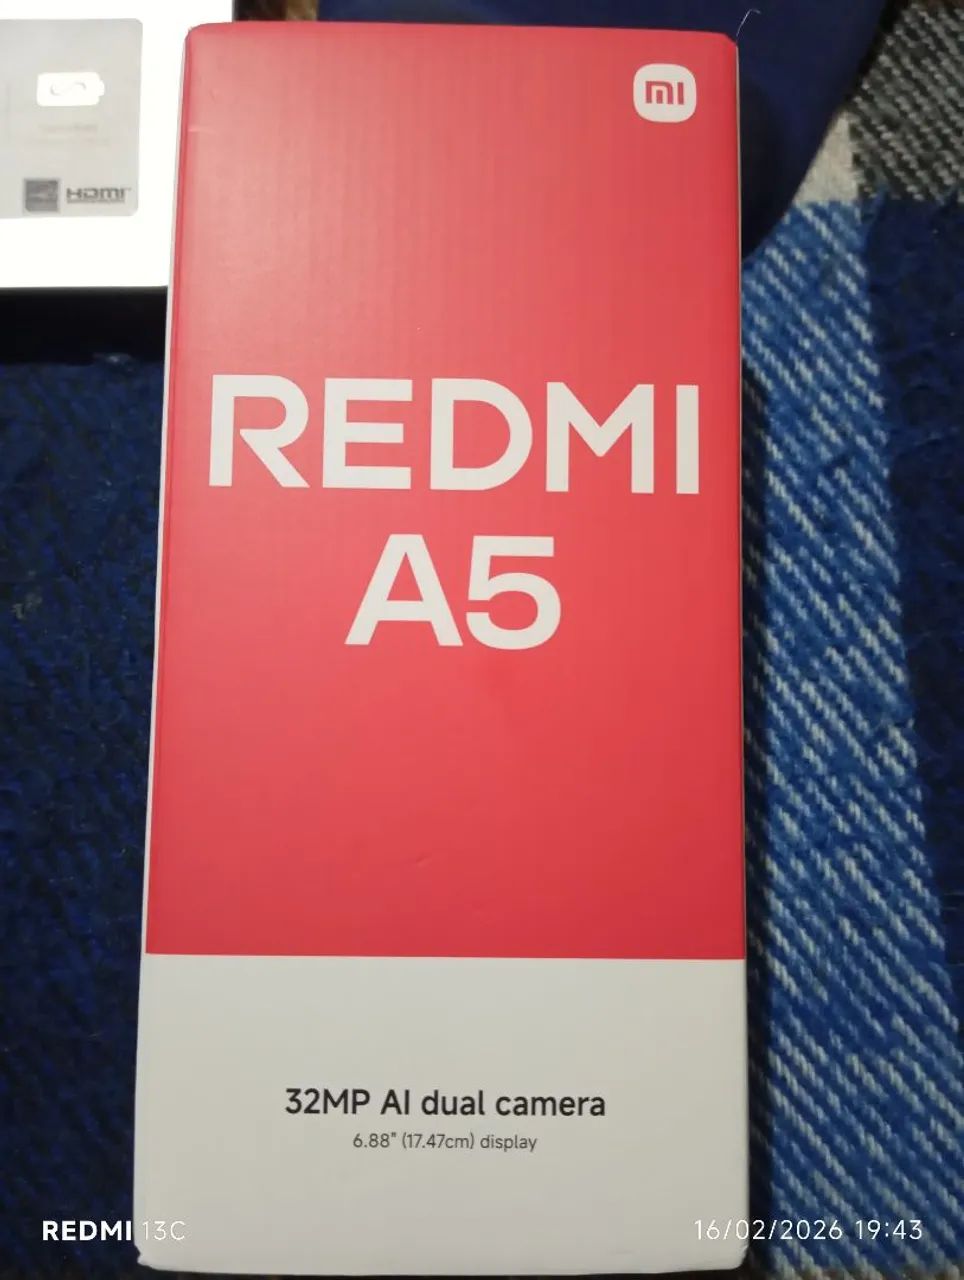 mi
HDMI
REDMI
A5
32MP AI dual camera
6.88" (17.47cm) display
REDMI 13C
16/02/2026 19:43